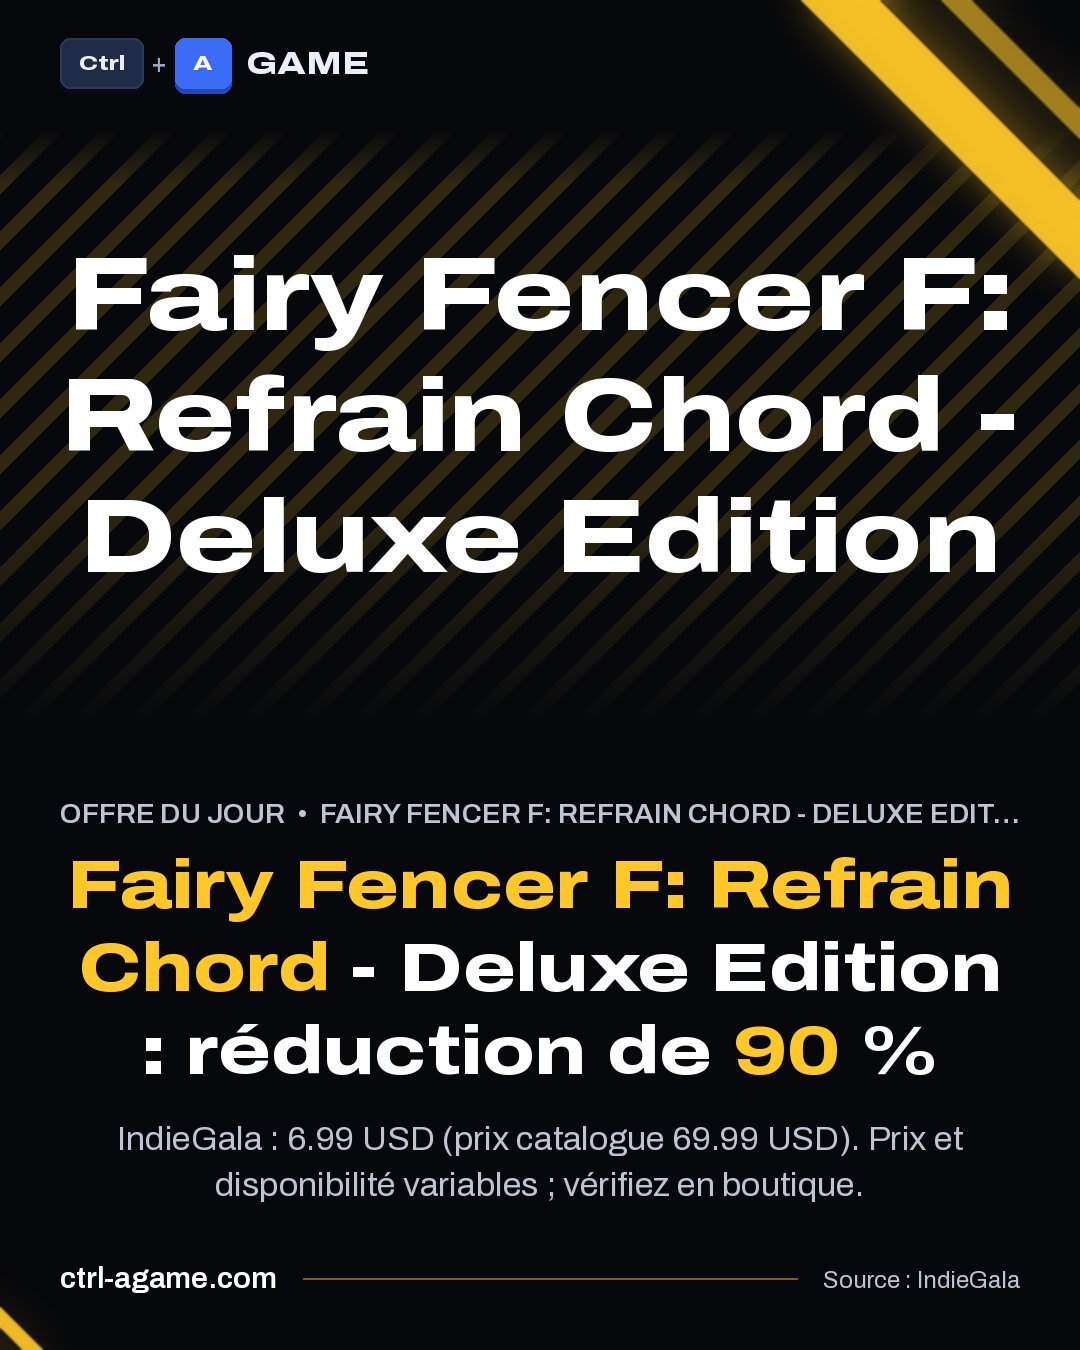 Ctrl + A GAME
Fairy Fencer F:
Refrain Chord -
Deluxe Edition
OFFRE DU JOUR • FAIRY FENCER F: REFRAIN CHORD - DELUXE EDIT...
Fairy Fencer F: Refrain
Chord - Deluxe Edition
: réduction de 90 %
IndieGala : 6.99 USD (prix catalogue 69.99 USD). Prix et
disponibilité variables ; vérifiez en boutique.
ctrl-agame.com
Source : IndieGala